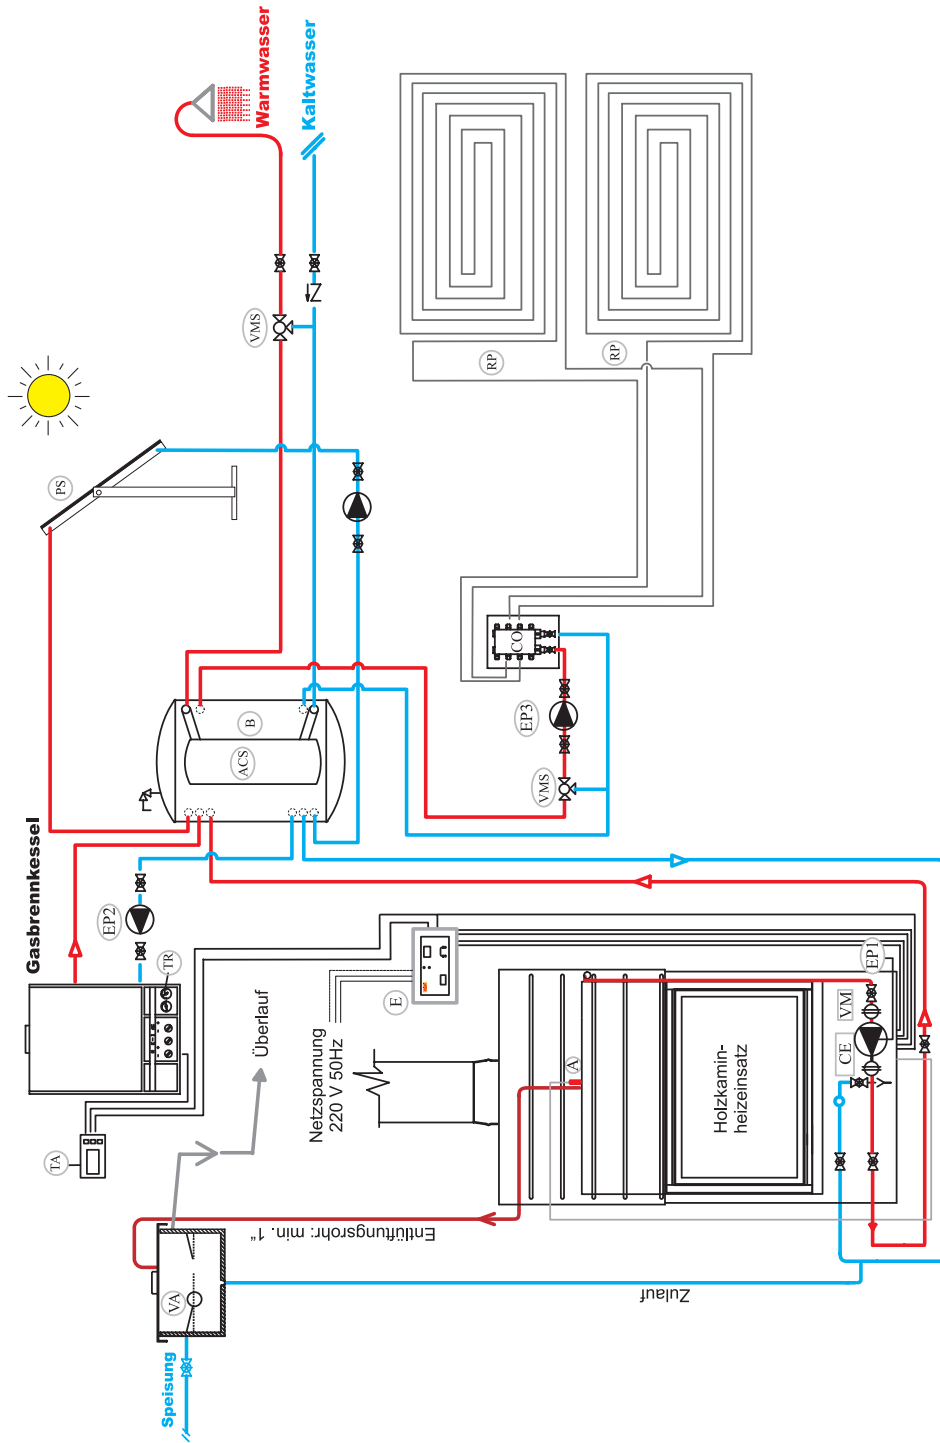 Warmwasser
Kaltwasser
VMS
PS
RP
RP
B
ACS
CO
EP3
VMS
Gasbrennkessel
EP2
TR
TA
Überlauf
Netzspannung
220 V 50Hz
E
A
Holzkamin-
heizeinsatz
EP1
VM
CE
Entlüftungsrohr: min. 1“
VA
Zulauf
Speisung